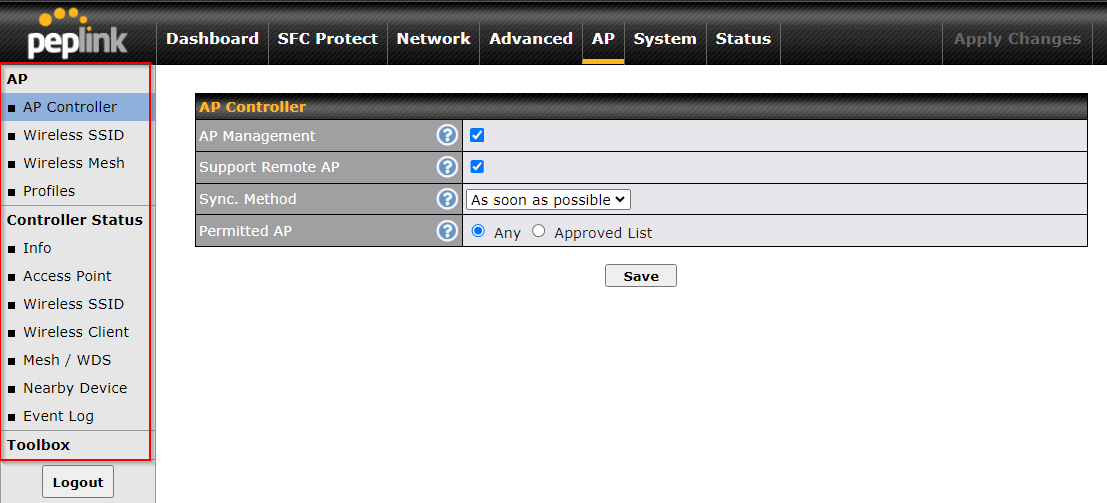 peplink
Dashboard SFC Protect Network Advanced AP System Status Apply Changes
AP
AP Controller
Wireless SSID
Wireless Mesh
Profiles
Controller Status
Info
Access Point
Wireless SSID
Wireless Client
Mesh / WDS
Nearby Device
Event Log
Toolbox
Logout
AP Controller
AP Management ?
Support Remote AP ?
Sync. Method ? As soon as possible
Permitted AP ? Any Approved List
Save